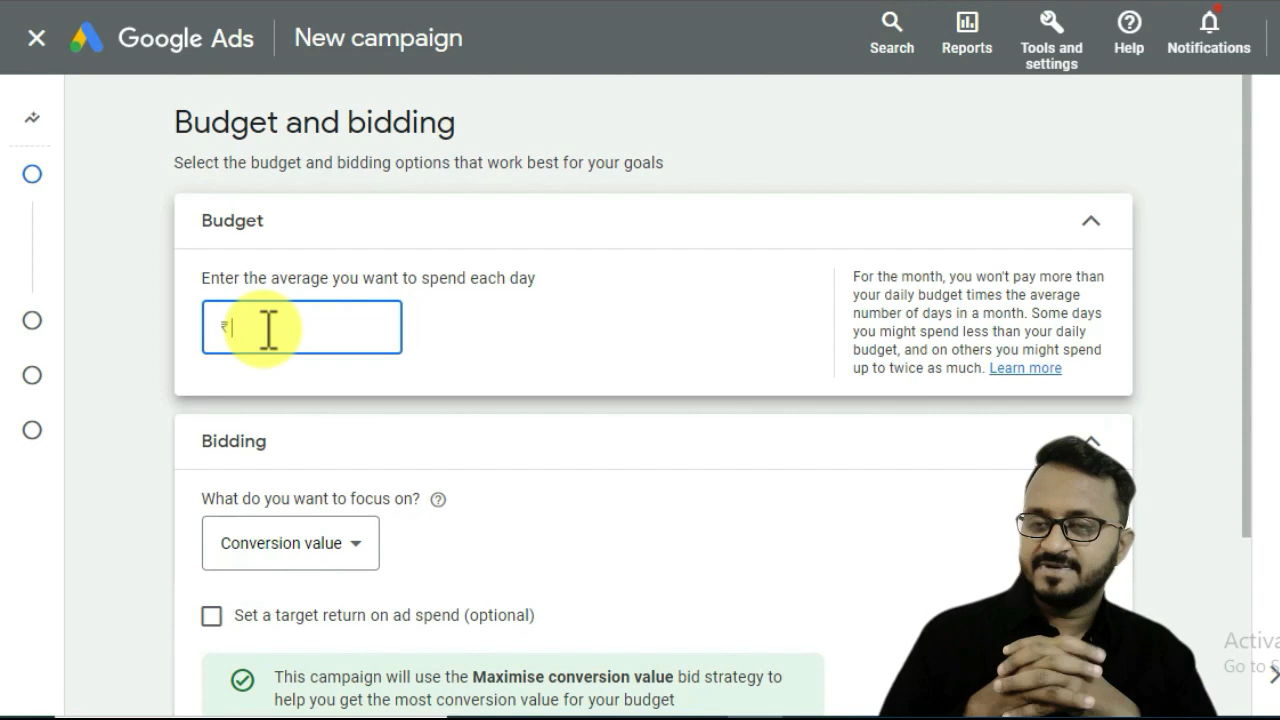 Google Ads
New campaign
Search
Reports
Tools and
settings
Help
Notifications
Budget and bidding
Select the budget and bidding options that work best for your goals
Budget
Enter the average you want to spend each day
₹
For the month, you won't pay more than
your daily budget times the average
number of days in a month. Some days
you might spend less than your daily
budget, and on others you might spend
up to twice as much. Learn more
Bidding
What do you want to focus on?
Conversion value
Set a target return on ad spend (optional)
This campaign will use the Maximise conversion value bid strategy to
help you get the most conversion value for your budget
Activa
Go to S